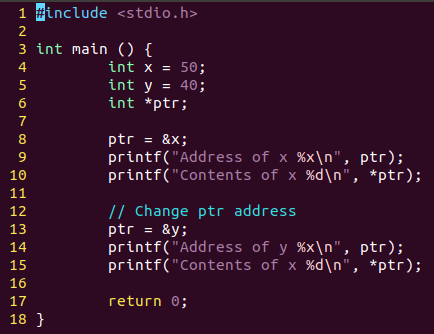 1 #include <stdio.h>
2
3 int main () {
4         int x = 50;
5         int y = 40;
6         int *ptr;
7
8         ptr = &x;
9         printf("Address of x %x\n", ptr);
10         printf("Contents of x %d\n", *ptr);
11
12         // Change ptr address
13         ptr = &y;
14         printf("Address of y %x\n", ptr);
15         printf("Contents of x %d\n", *ptr);
16
17         return 0;
18 }